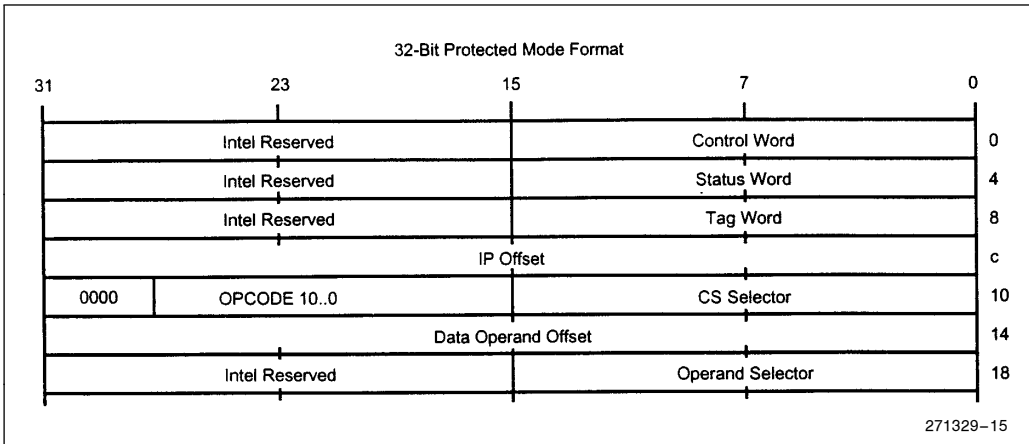 32-Bit Protected Mode Format
31 23 15 7 0
Intel Reserved Control Word 0
Intel Reserved Status Word 4
Intel Reserved Tag Word 8
IP Offset c
0000 OPCODE 10..0 CS Selector 10
Data Operand Offset 14
Intel Reserved Operand Selector 18
271329–15